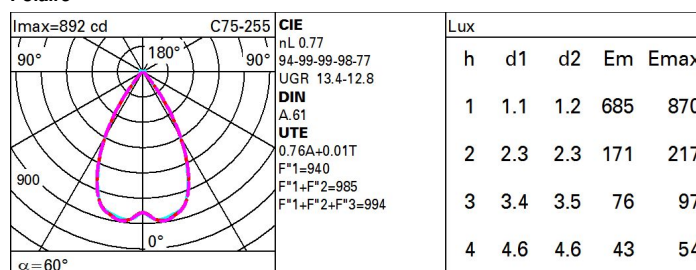 Imax=892 cd C75-255
90° 180° 90°
900
0°
α=60°
CIE
nL 0.77
94-99-99-98-77
UGR 13.4-12.8
DIN
A.61
UTE
0.76A+0.01T
F"1=940
F"1+F"2=985
F"1+F"2+F"3=994
Lux
h d1 d2 Em Emax
1 1.1 1.2 685 870
2 2.3 2.3 171 217
3 3.4 3.5 76 97
4 4.6 4.6 43 54